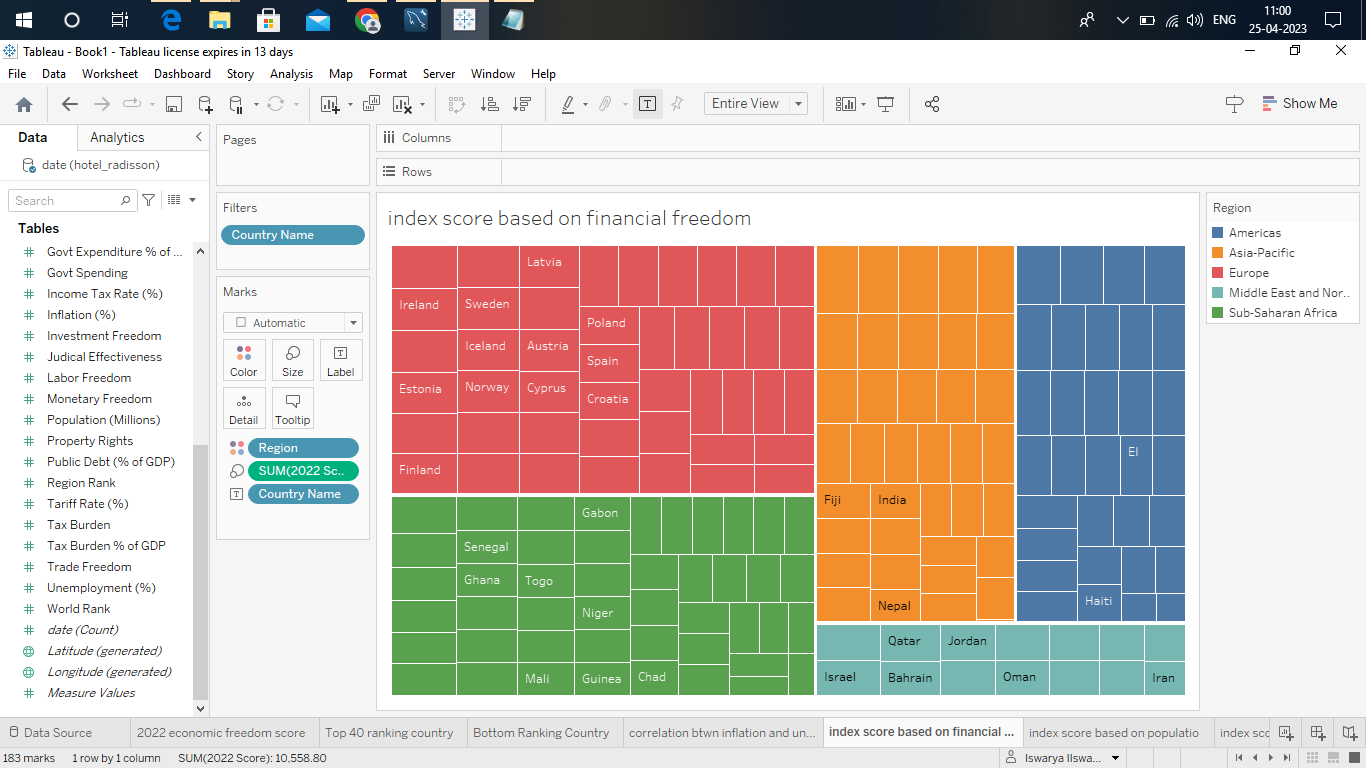 ENG
11:00
25-04-2023
Tableau - Book1 - Tableau license expires in 13 days
File Data Worksheet Dashboard Story Analysis Map Format Server Window Help
Entire View
Show Me
Data Analytics
date (hotel_radisson)
Search
Tables
Govt Expenditure % of ...
Govt Spending
Income Tax Rate (%)
Inflation (%)
Investment Freedom
Judical Effectiveness
Labor Freedom
Monetary Freedom
Population (Millions)
Property Rights
Public Debt (% of GDP)
Region Rank
Tariff Rate (%)
Tax Burden
Tax Burden % of GDP
Trade Freedom
Unemployment (%)
World Rank
date (Count)
Latitude (generated)
Longitude (generated)
Measure Values
Pages
Filters
Country Name
Marks
Automatic
Color Size Label
Detail Tooltip
Region
SUM(2022 Sc..
Country Name
Columns
Rows
index score based on financial freedom
Latvia
Ireland Sweden
Poland
Iceland Austria
Spain
Estonia Norway Cyprus
Croatia
Finland
Gabon
Senegal
Ghana Togo
Niger
Mali Guinea Chad
Fiji India
Nepal
El
Haiti
Qatar Jordan
Israel Bahrain Oman Iran
Region
Americas
Asia-Pacific
Europe
Middle East and Nor..
Sub-Saharan Africa
Data Source 2022 economic freedom score Top 40 ranking country Bottom Ranking Country correlation btwn inflation and un... index score based on financial ... index score based on populatio index sco
183 marks 1 row by 1 column SUM(2022 Score): 10,558.80 Iswarya IIswa...